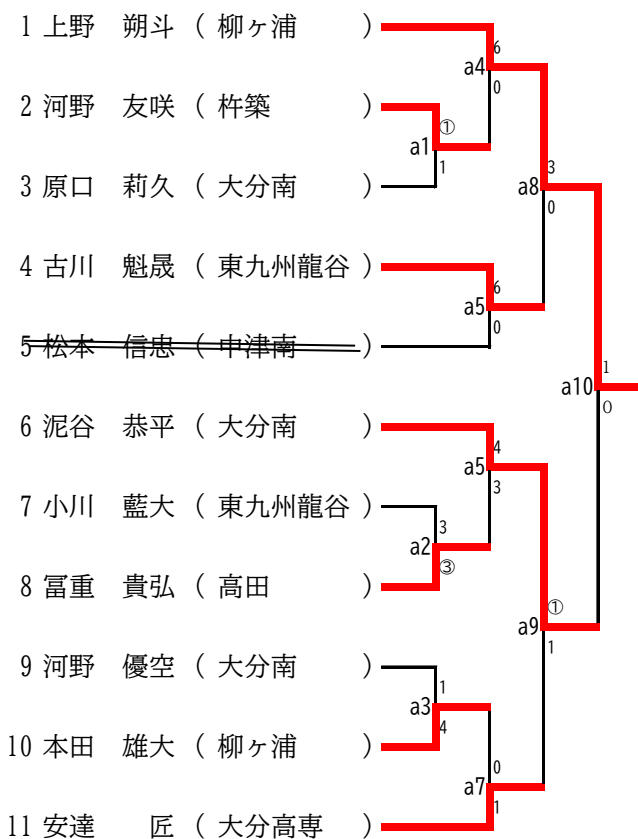 1 上野　朔斗 ( 柳ヶ浦 )
6
a4
0
2 河野　友咲 ( 杵築 )
①
a1
1
3 原口　莉久 ( 大分南 )
3
a8
0
4 古川　魁晟 ( 東九州龍谷 )
6
a5
0
5 松本　信忠 ( 中津南 )
1
a10
0
6 泥谷　恭平 ( 大分南 )
4
a5
3
7 小川　藍大 ( 東九州龍谷 )
3
a2
③
8 冨重　貴弘 ( 高田 )
①
a9
1
9 河野　優空 ( 大分南 )
1
a3
4
10 本田　雄大 ( 柳ヶ浦 )
0
a7
1
11 安達　　匠 ( 大分高専 )